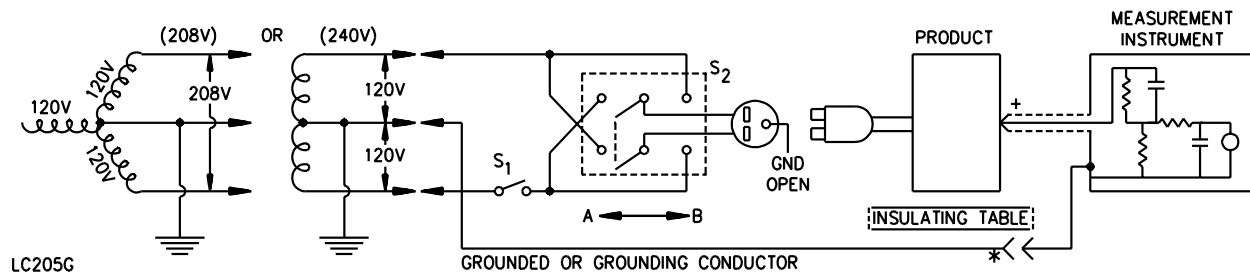 MEASUREMENT
INSTRUMENT
(208V) OR (240V)
PRODUCT
S2
120V
120V
208V
120V
120V
120V
+
S1
GND
OPEN
A B
INSULATING TABLE
*
GROUNDED OR GROUNDING CONDUCTOR
LC205G